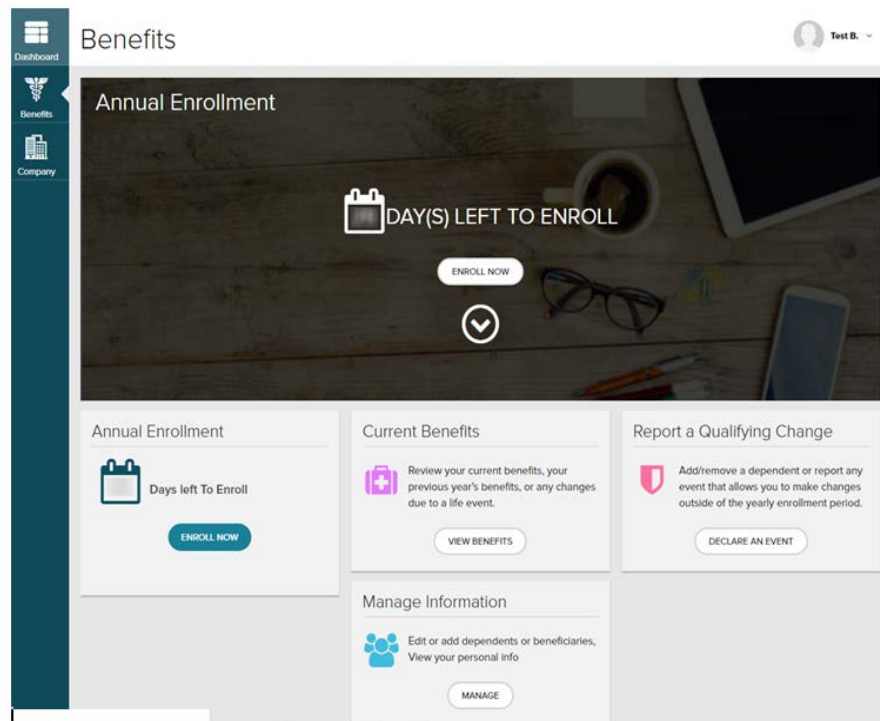 Dashboard
Benefits
Company
Benefits
Test B.
Annual Enrollment
DAY(S) LEFT TO ENROLL
ENROLL NOW
Annual Enrollment
Days left To Enroll
ENROLL NOW
Current Benefits
Review your current benefits, your
previous year's benefits, or any changes
due to a life event.
VIEW BENEFITS
Report a Qualifying Change
Add/remove a dependent or report any
event that allows you to make changes
outside of the yearly enrollment period.
DECLARE AN EVENT
Manage Information
Edit or add dependents or beneficiaries,
View your personal info
MANAGE